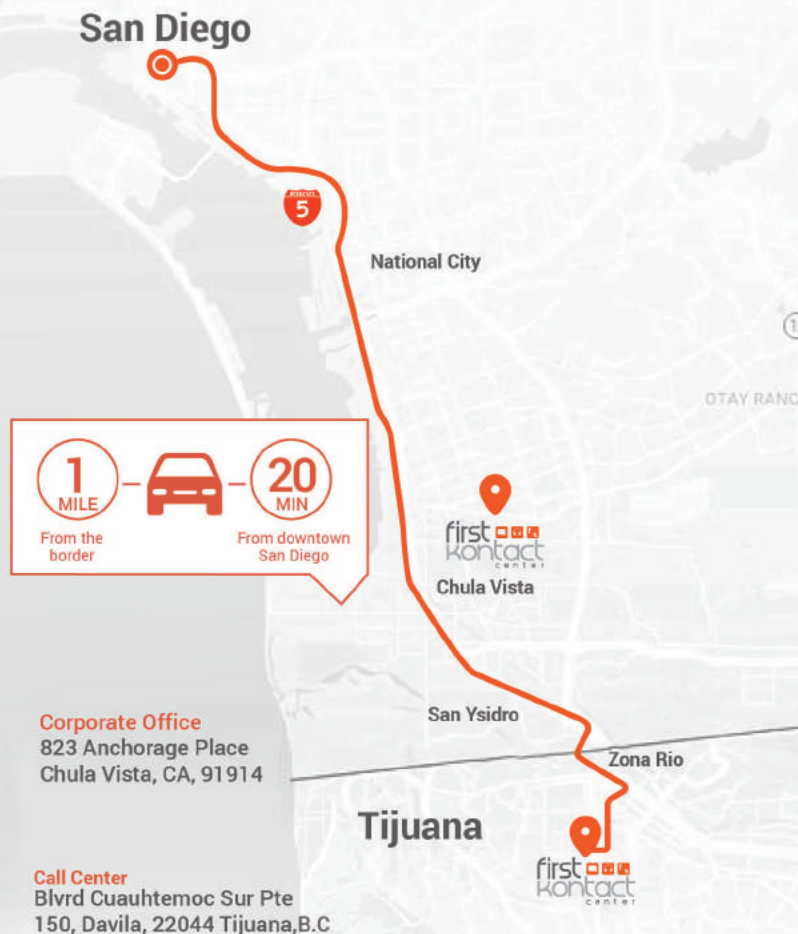 San Diego
5
National City
1
OTAY RANC
1
MILE
20
MIN
From the
border
From downtown
San Diego
first
kontact
center
Chula Vista
San Ysidro
Corporate Office
823 Anchorage Place
Chula Vista, CA, 91914
Zona Rio
Tijuana
first
kontact
center
Call Center
Blvrd Cuauhtemoc Sur Pte
150, Davila, 22044 Tijuana,B.C